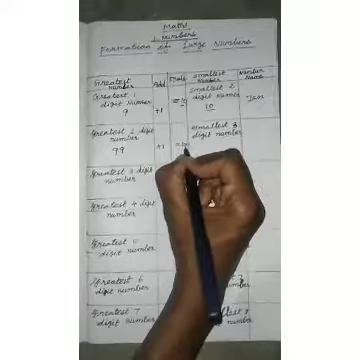 Maths
1. Numbers
Formation of Large Numbers
Greatest Number Add Smallest Number Number Name
Greatest 1 digit Number 9 +1 smallest 2 digit number 10 Ten
Greatest 2 digit number 99 +1 smallest 3 digit number
Greatest 3 digit number
Greatest 4 digit number
Greatest digit number
Greatest 6 digit number
Greatest 7 digit number number